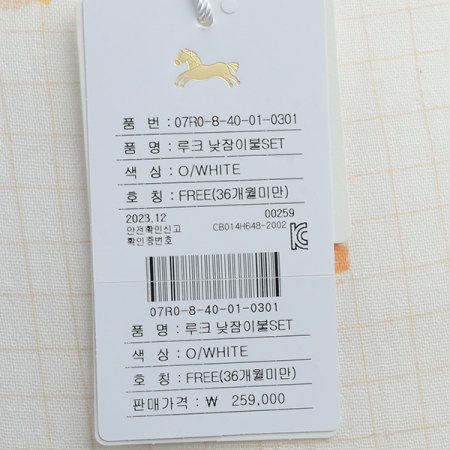 품 번 : 07R0-8-40-01-0301
품 명 : 루크 낮잠이불SET
색 상 : O/WHITE
호 칭 : FREE(36개월미만)
2023.12 00259
안전확인신고
확인증번호 CB014H648-2002
07R0-8-40-01-0301
품 명 : 루크 낮잠이불SET
색 상 : O/WHITE
호 칭 : FREE(36개월미만)
판매가격 : ₩ 259,000